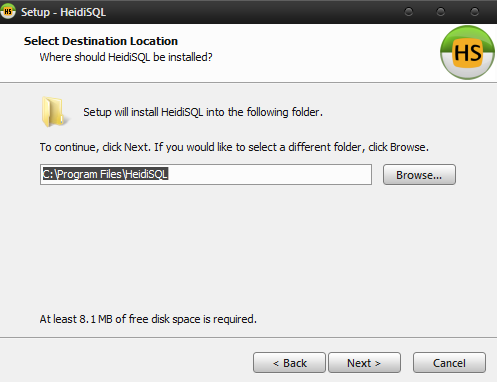 Setup - HeidiSQL
Select Destination Location
Where should HeidiSQL be installed?
HS
HS
Setup will install HeidiSQL into the following folder.
To continue, click Next. If you would like to select a different folder, click Browse.
C:\Program Files\HeidiSQL
Browse...
At least 8.1 MB of free disk space is required.
< Back
Next >
Cancel